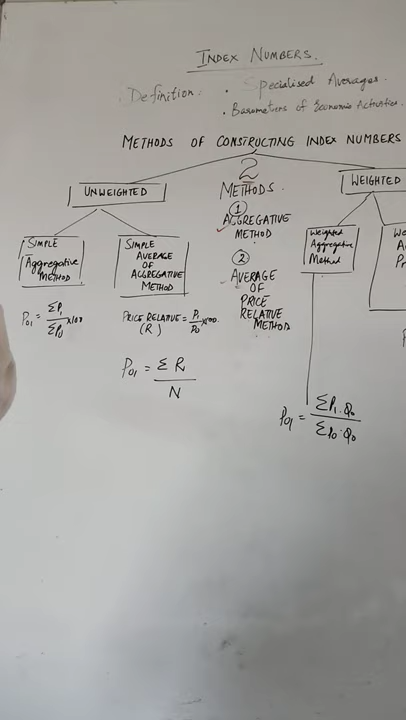 INDEX NUMBERS.
Definition: • Specialised Averages.
• Barometers of Economic Activities
METHODS OF CONSTRUCTING INDEX NUMBERS
UNWEIGHTED
SIMPLE
Aggregative
METHOD
P₀₁ = ΣP₁/ΣP₀ ×100
SIMPLE
AVERAGE
OF
AGGREGATIVE
METHOD
PRICE RELATIVE = P₁/P₀ ×100.
(R)
P₀₁ = ΣR/N
2
METHODS.
① AGGREGATIVE
METHOD
② AVERAGE
OF
PRICE
RELATIVE
METHOD
WEIGHTED
Weighted
Aggregative
Method
P₀₁ = ΣP₁·Q₀/ΣP₀·Q₀